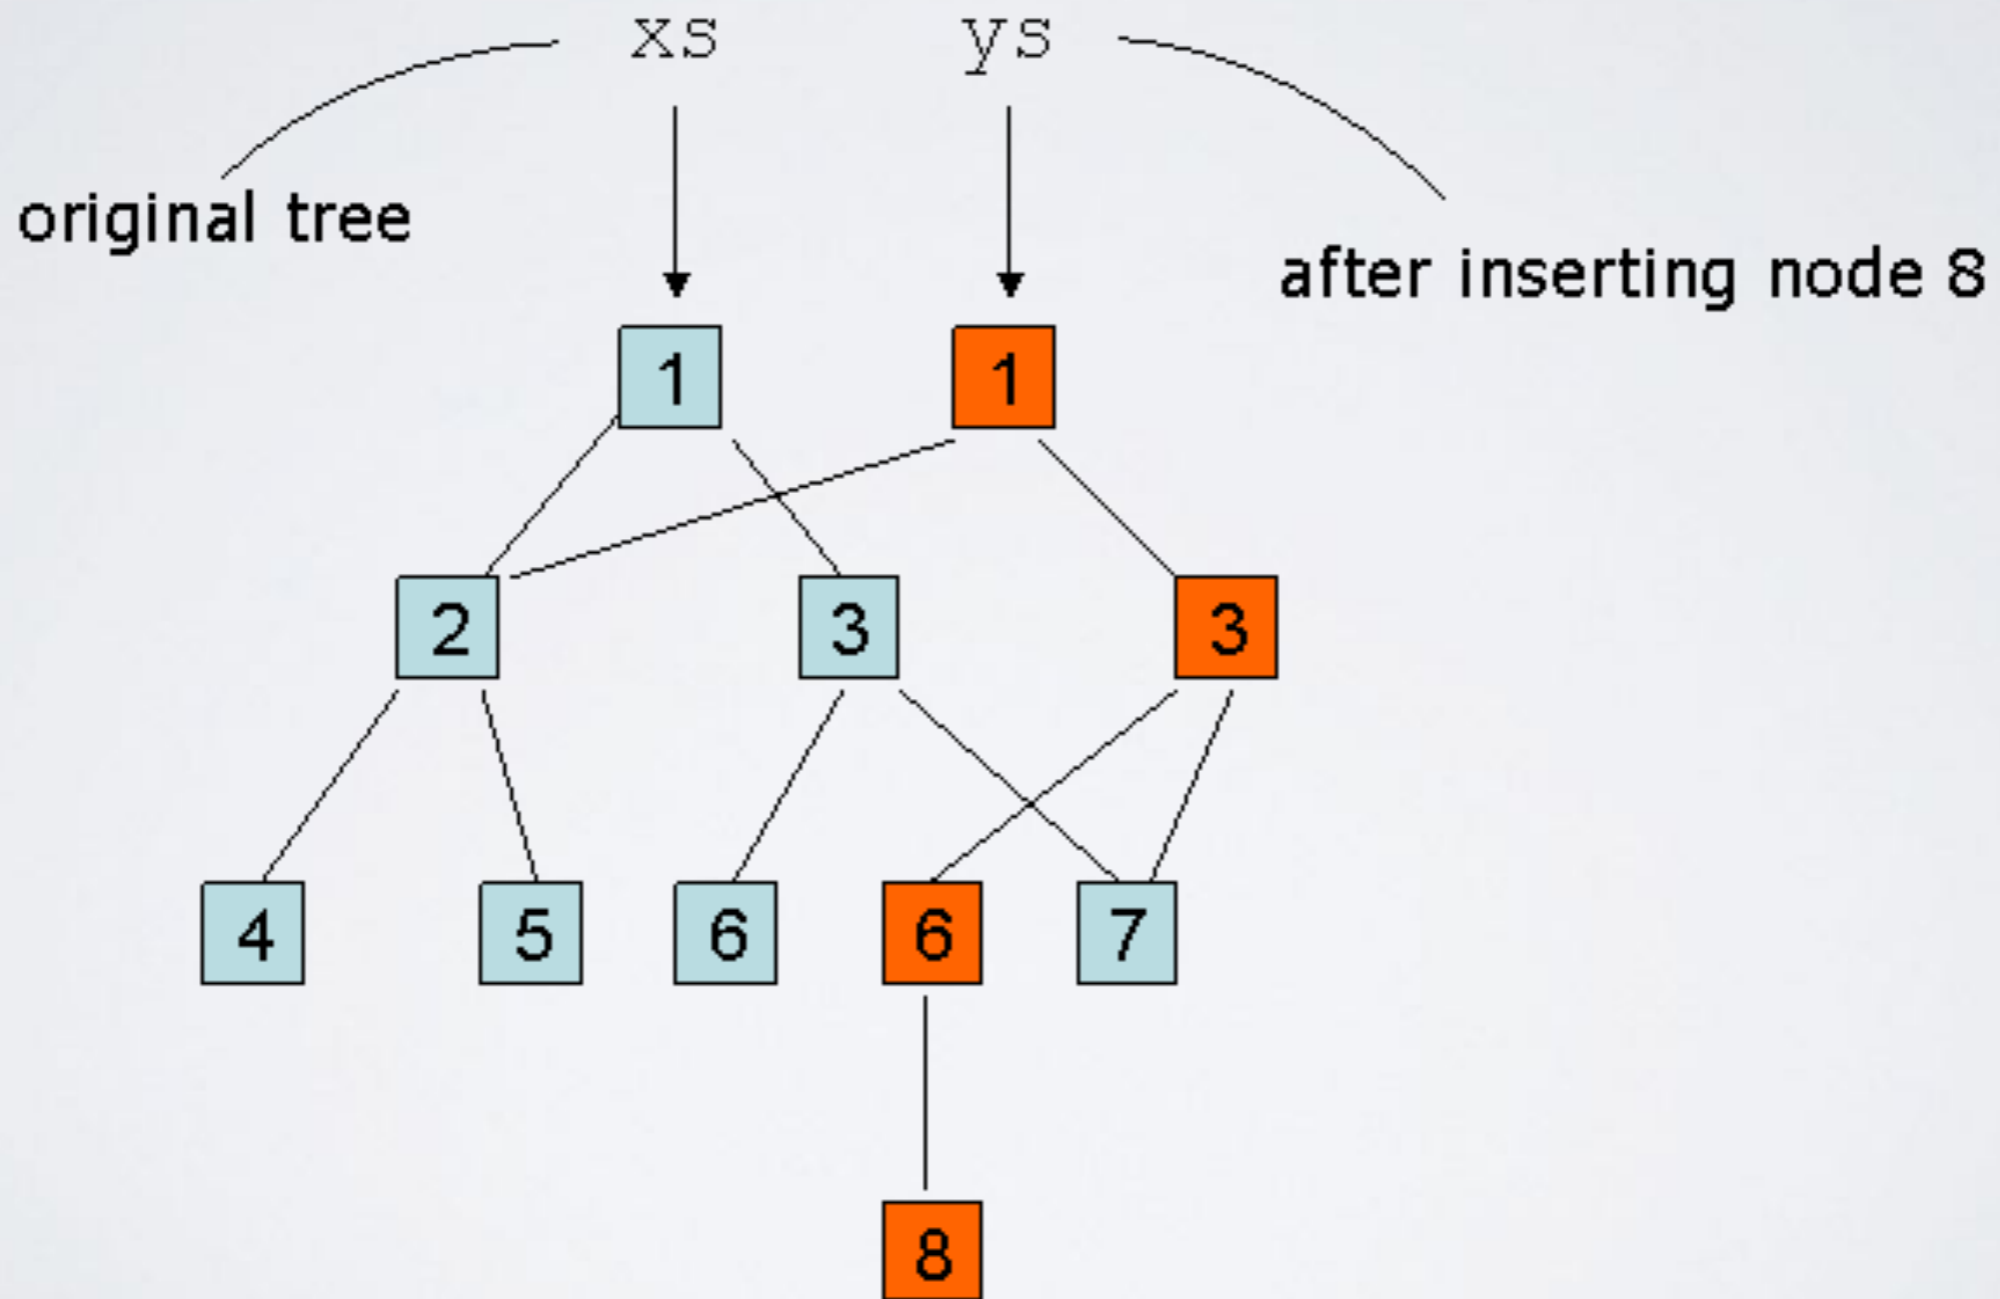 xs ys
original tree
after inserting node 8
1 1
2 3 3
4 5 6 6 7
8